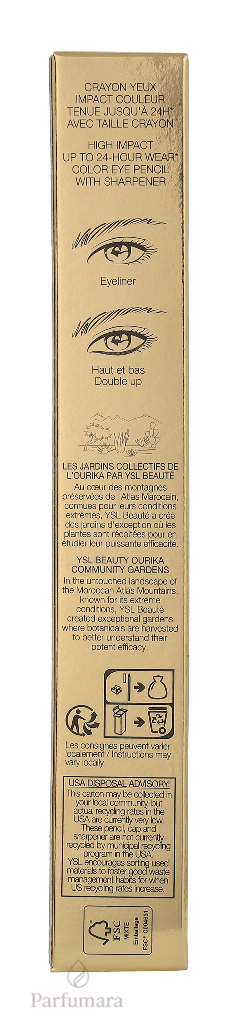 CRAYON YEUX
IMPACT COULEUR
TENUE JUSQU'À 24H*
AVEC TAILLE CRAYON
HIGH IMPACT
UP TO 24-HOUR WEAR*
COLOR EYE PENCIL
WITH SHARPENER
Eyeliner
Haut et bas
Double up
LES JARDINS COLLECTIFS DE
L'OURIKA PAR YSL BEAUTÉ
Au cœur des montagnes
préservées de l'Atlas Marocain,
connues pour leurs conditions
extrêmes, YSL Beauté a créé
des jardins d'exception où les
plantes sont récoltées pour en
étudier leur puissante efficacité.
YSL BEAUTY OURIKA
COMMUNITY GARDENS
In the untouched landscape of
the Moroccan Atlas Mountains,
known for its extreme
conditions, YSL Beauté
created exceptional gardens
where botanicals are harvested
to better understand their
potent efficacy.
Les consignes peuvent varier
localement / Instructions may
vary locally
USA DISPOSAL ADVISORY:
This carton may be collected in
your local community but
actual recycling rates in the
USA are currently very low.
These pencil, cap and
sharpener are not currently
recycled by municipal recycling
program in the USA.
YSL encourages sorting used
materials to foster good waste
management habits for when
US recycling rates increase.
FSC
MIXTE
Emballage
FSC® C004651
Parfumara